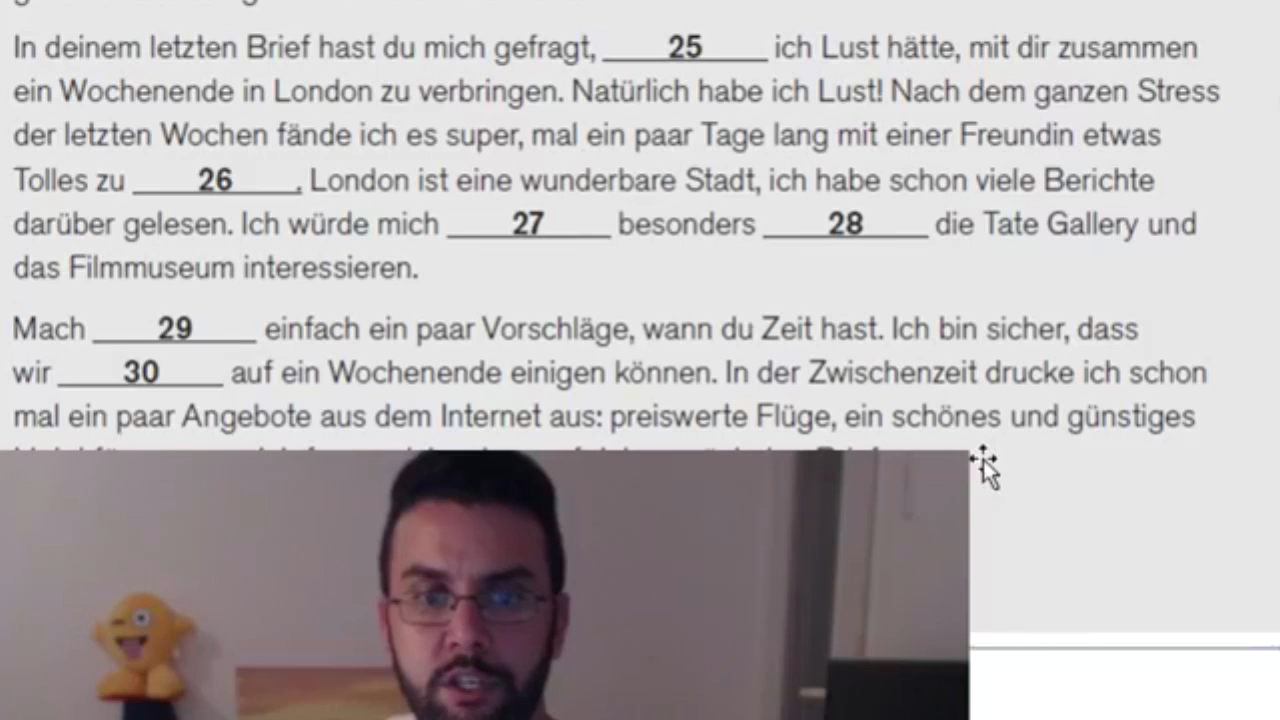 In deinem letzten Brief hast du mich gefragt, 25 ich Lust hätte, mit dir zusammen
ein Wochenende in London zu verbringen. Natürlich habe ich Lust! Nach dem ganzen Stress
der letzten Wochen fände ich es super, mal ein paar Tage lang mit einer Freundin etwas
Tolles zu 26. London ist eine wunderbare Stadt, ich habe schon viele Berichte
darüber gelesen. Ich würde mich 27 besonders 28 die Tate Gallery und
das Filmmuseum interessieren.
Mach 29 einfach ein paar Vorschläge, wann du Zeit hast. Ich bin sicher, dass
wir 30 auf ein Wochenende einigen können. In der Zwischenzeit drucke ich schon
mal ein paar Angebote aus dem Internet aus: preiswerte Flüge, ein schönes und günstiges